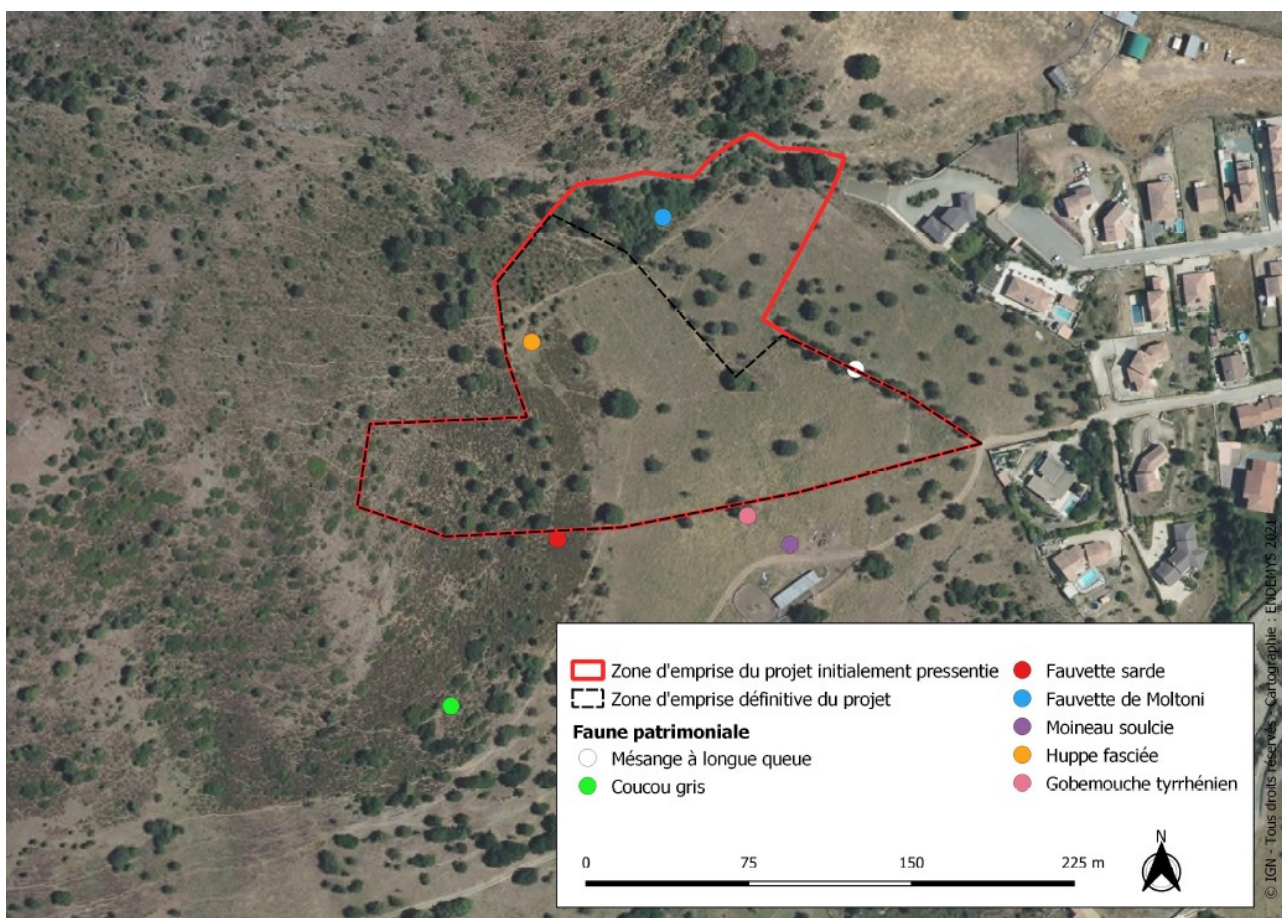 Zone d'emprise du projet initialement pressentie
Zone d'emprise définitive du projet
Faune patrimoniale
Mésange à longue queue
Coucou gris
Fauvette sarde
Fauvette de Moltoni
Moineau soulcie
Huppe fasciée
Gobemouche tyrrhénien
0 75 150 225 m
N
© IGN - Tous droits réservés - Cartographie : ENDEMYS 2021